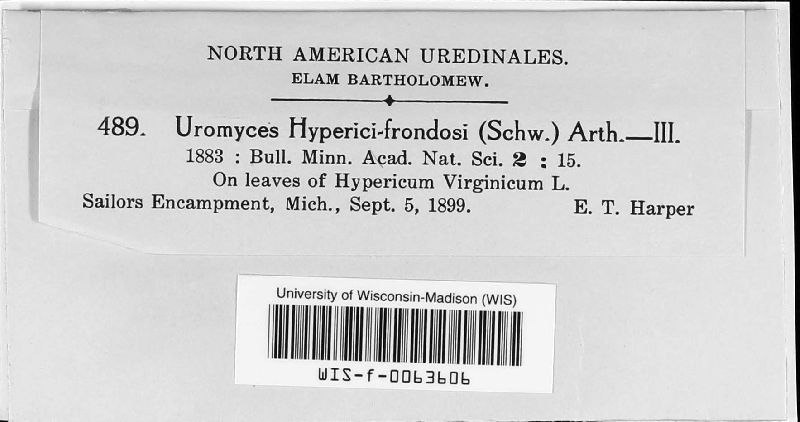 NORTH AMERICAN UREDINALES.
ELAM BARTHOLOMEW.
489. Uromyces Hyperici-frondosi (Schw.) Arth.—III.
1883 : Bull. Minn. Acad. Nat. Sci. 2 : 15.
On leaves of Hypericum Virginicum L.
Sailors Encampment, Mich., Sept. 5, 1899. E. T. Harper
University of Wisconsin-Madison (WIS)
WIS-f-0063606